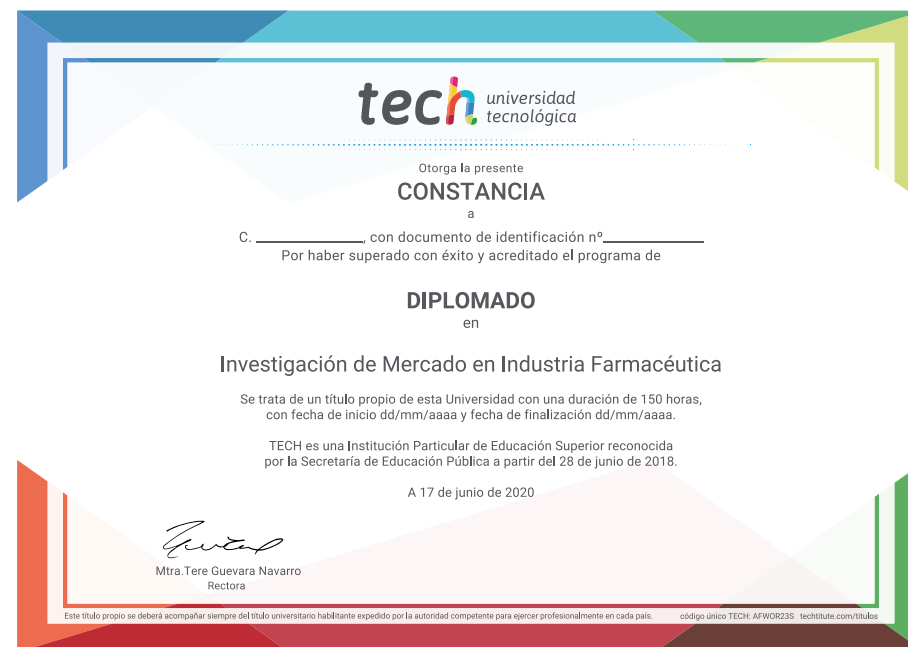 tech universidad
tecnológica
Otorga la presente
CONSTANCIA
a
C. ____________, con documento de identificación nº____________
Por haber superado con éxito y acreditado el programa de
DIPLOMADO
en
Investigación de Mercado en Industria Farmacéutica
Se trata de un título propio de esta Universidad con una duración de 150 horas,
con fecha de inicio dd/mm/aaaa y fecha de finalización dd/mm/aaaa.
TECH es una Institución Particular de Educación Superior reconocida
por la Secretaría de Educación Pública a partir del 28 de junio de 2018.
A 17 de junio de 2020
Mtra.Tere Guevara Navarro
Rectora
Este título propio se deberá acompañar siempre del título universitario habilitante expedido por la autoridad competente para ejercer profesionalmente en cada país. código único TECH: AFWOR23S techtitute.com/titulos